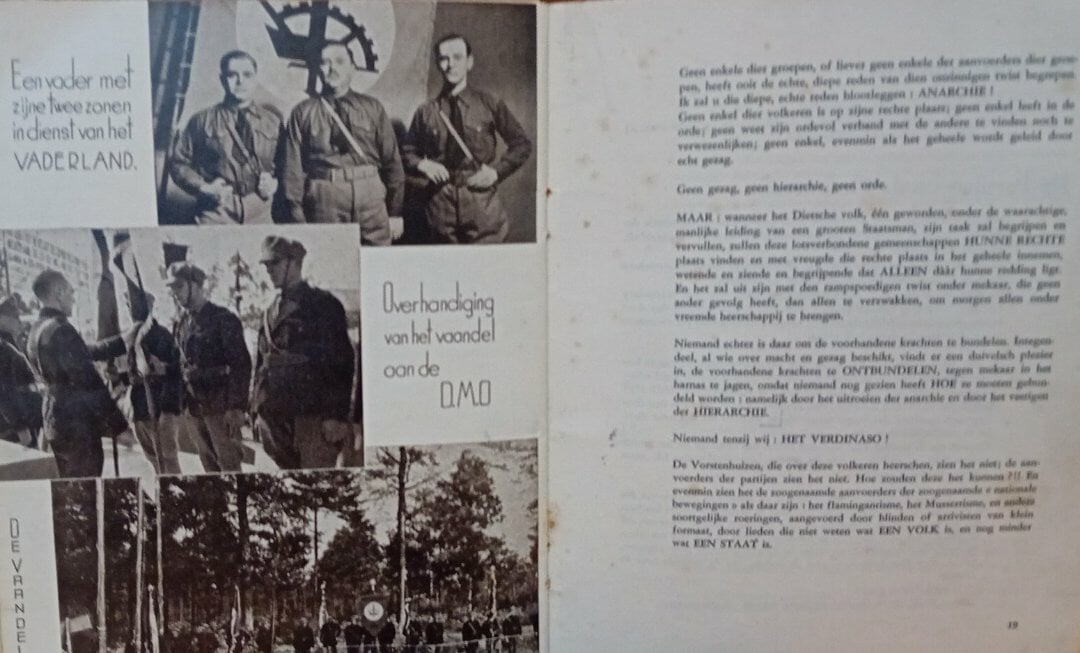 Een vader met
zijne twee zonen
in dienst van het
VADERLAND.
Overhandiging
van het vaandel
aan de
D.M.O
DE VAANDEL
Geen enkele dier groepen, of liever geen enkele der aanvoerders dier groe-
pen, heeft ooit de echte, diepe reden van dien onzinnigen twist begrepen.
Ik zal u die diepe, echte reden blootleggen : ANARCHIE !
Geen enkel dier volkeren is op zijne rechte plaats; geen enkel heeft in de
orde; geen weet zijn ordevol verband met de andere te vinden noch te
verwezenlijken; geen enkel, evenmin als het geheele wordt geleid door
echt gezag.
Geen gezag, geen hierarchie, geen orde.
MAAR : wanneer het Dietsche volk, één geworden, onder de waarachtige,
manlijke leiding van een grooten Staatsman, zijn taak zal begrijpen en
vervullen, zullen deze lotsverbondene gemeenschappen HUNNE RECHTE
plaats vinden en met vreugde die rechte plaats in het geheele innemen,
wetende en ziende en begrijpende dat ALLEEN dààr hunne redding ligt.
En het zal uit zijn met den rampspoedigen twist onder mekaar, die geen
ander gevolg heeft, dan allen te verzwakken, om morgen allen onder
vreemde heerschappij te brengen.
Niemand echter is daar om de voorhandene krachten te bundelen. Integen-
deel, al wie over macht en gezag beschikt, vindt er een duivelsch plezier
in, de voorhandene krachten te ONTBUNDELEN, tegen mekaar in het
harnas te jagen, omdat niemand nog gezien heeft HOE ze moeten gebun-
deld worden : namelijk door het uitroeien der anarchie en door het vestigen
der HIERARCHIE.
Niemand tenzij wij : HET VERDINASO !
De Vorstenhuizen, die over deze volkeren heerschen, zien het niet; de aan-
voerders der partijen zien het niet. Hoe zouden deze het kunnen ?!! En
evenmin zien het de zoogenaamde aanvoerders der zoogenaamde « nationale
bewegingen » als daar zijn : het flamingantisme, het Mussertisme, en andere
soortgelijke roeringen, aangevoerd door blinden of arrivisten van klein
formaat, door lieden die niet weten wat EEN VOLK is, en nog minder
wat EEN STAAT is.
19